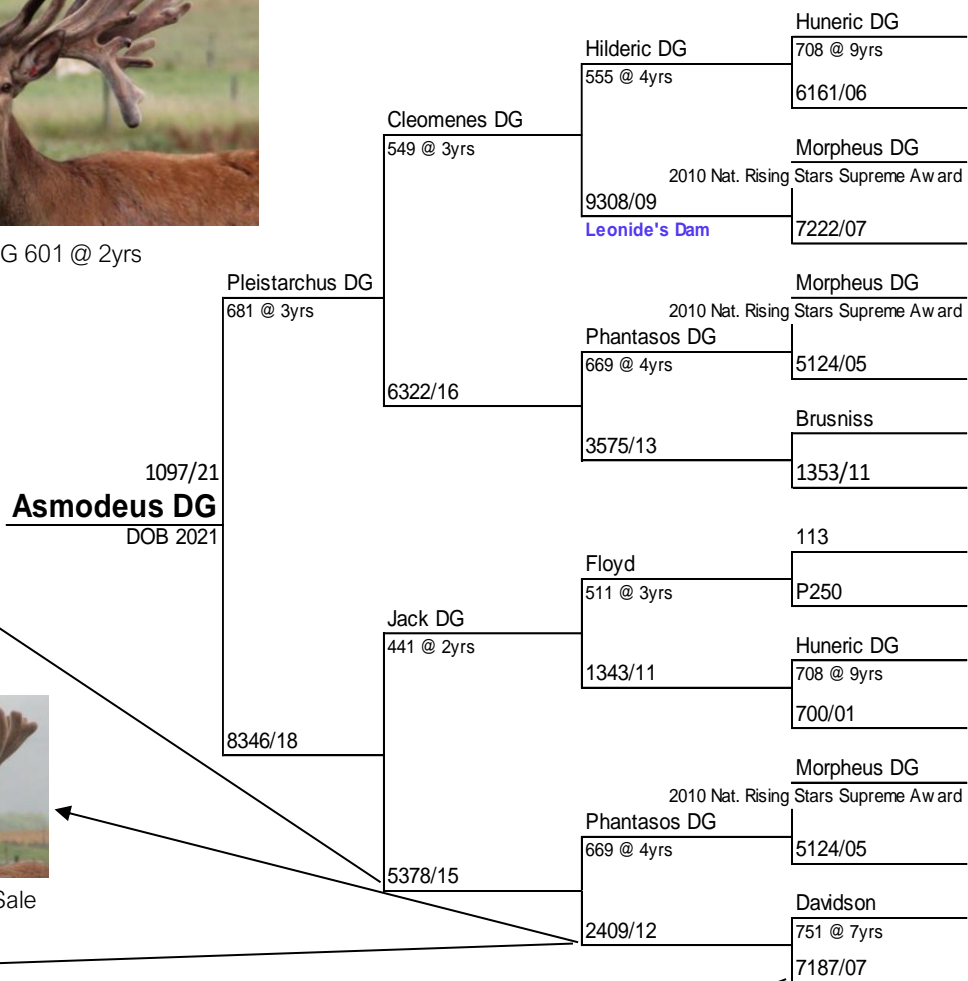 G 601 @ 2yrs
Sale
1097/21
Asmodeus DG
DOB 2021
Pleistarchus DG
681 @ 3yrs
8346/18
Cleomenes DG
549 @ 3yrs
6322/16
Jack DG
441 @ 2yrs
5378/15
Hilderic DG
555 @ 4yrs
9308/09
Leonide's Dam
Phantasos DG
669 @ 4yrs
3575/13
Floyd
511 @ 3yrs
1343/11
Phantasos DG
669 @ 4yrs
2409/12
Huneric DG
708 @ 9yrs
6161/06
Morpheus DG
2010 Nat. Rising Stars Supreme Award
7222/07
Morpheus DG
2010 Nat. Rising Stars Supreme Award
5124/05
Brusniss
1353/11
113
P250
Huneric DG
708 @ 9yrs
700/01
Morpheus DG
2010 Nat. Rising Stars Supreme Award
5124/05
Davidson
751 @ 7yrs
7187/07